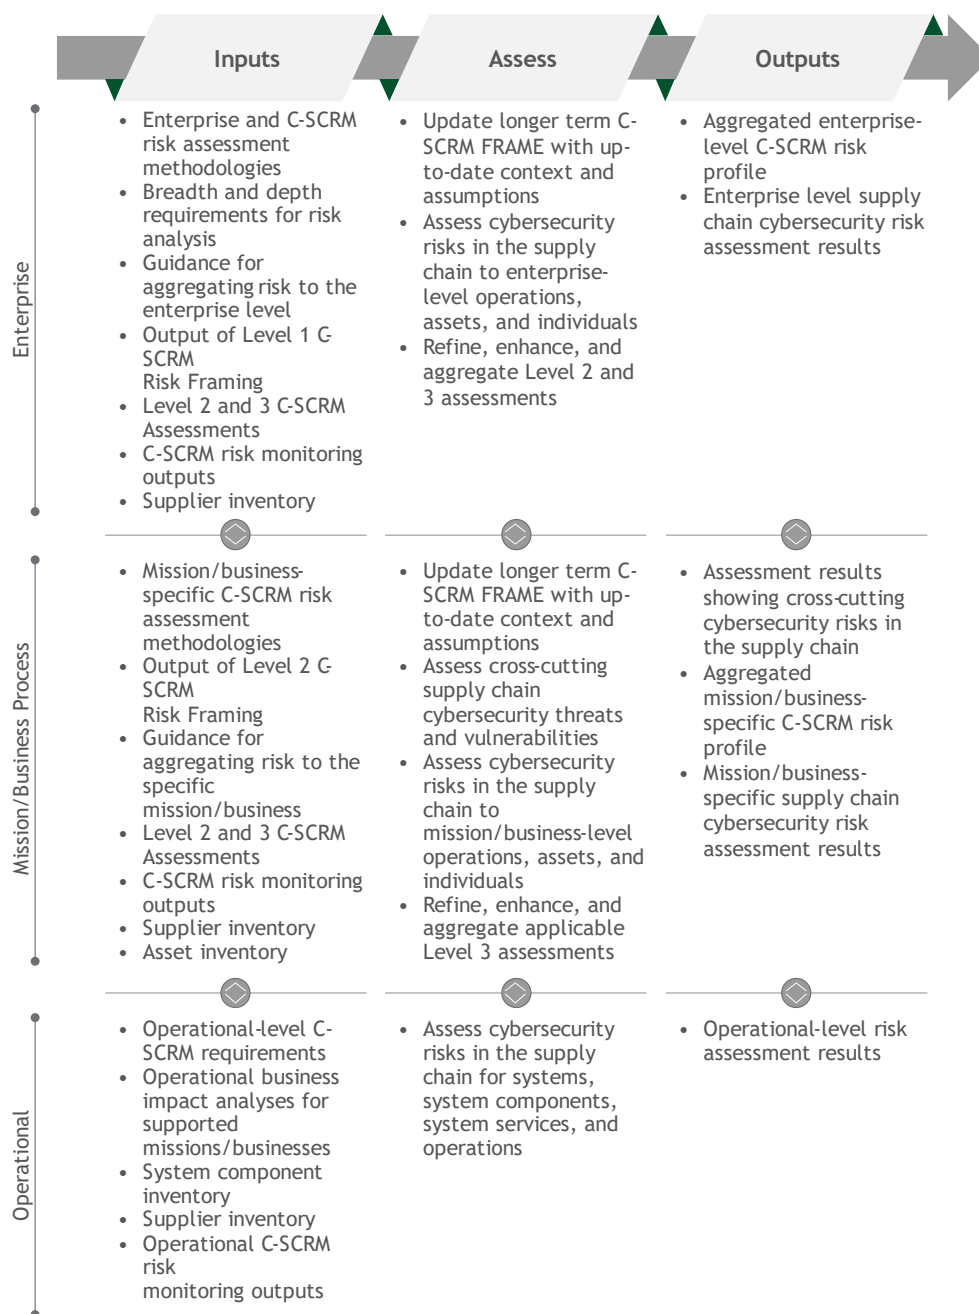 Inputs
Assess
Outputs
Enterprise
• Enterprise and C-SCRM
risk assessment
methodologies
• Breadth and depth
requirements for risk
analysis
• Guidance for
aggregating risk to the
enterprise level
• Output of Level 1 C-
SCRM
Risk Framing
• Level 2 and 3 C-SCRM
Assessments
• C-SCRM risk monitoring
outputs
• Supplier inventory
• Update longer term C-
SCRM FRAME with up-
to-date context and
assumptions
• Assess cybersecurity
risks in the supply
chain to enterprise-
level operations,
assets, and individuals
• Refine, enhance, and
aggregate Level 2 and
3 assessments
• Aggregated enterprise-
level C-SCRM risk
profile
• Enterprise level supply
chain cybersecurity risk
assessment results
Mission/Business Process
• Mission/business-
specific C-SCRM risk
assessment
methodologies
• Output of Level 2 C-
SCRM
Risk Framing
• Guidance for
aggregating risk to the
specific
mission/business
• Level 2 and 3 C-SCRM
Assessments
• C-SCRM risk monitoring
outputs
• Supplier inventory
• Asset inventory
• Update longer term C-
SCRM FRAME with up-
to-date context and
assumptions
• Assess cross-cutting
supply chain
cybersecurity threats
and vulnerabilities
• Assess cybersecurity
risks in the supply
chain to
mission/business-level
operations, assets, and
individuals
• Refine, enhance, and
aggregate applicable
Level 3 assessments
• Assessment results
showing cross-cutting
cybersecurity risks in
the supply chain
• Aggregated
mission/business-
specific C-SCRM risk
profile
• Mission/business-
specific supply chain
cybersecurity risk
assessment results
Operational
• Operational-level C-
SCRM requirements
• Operational business
impact analyses for
supported
missions/businesses
• System component
inventory
• Supplier inventory
• Operational C-SCRM
risk
monitoring outputs
• Assess cybersecurity
risks in the supply
chain for systems,
system components,
system services, and
operations
• Operational-level risk
assessment results